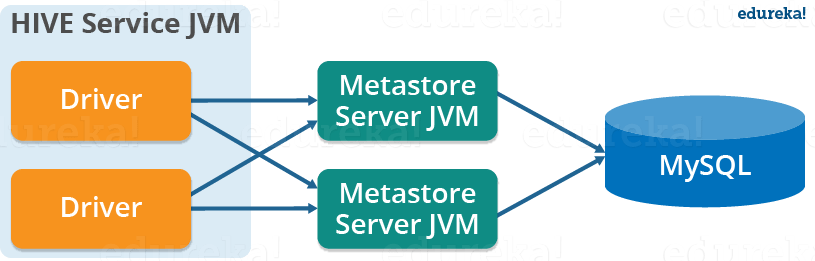 edureka!
HIVE Service JVM
Driver
Metastore
Server JVM
MySQL
Driver
Metastore
Server JVM